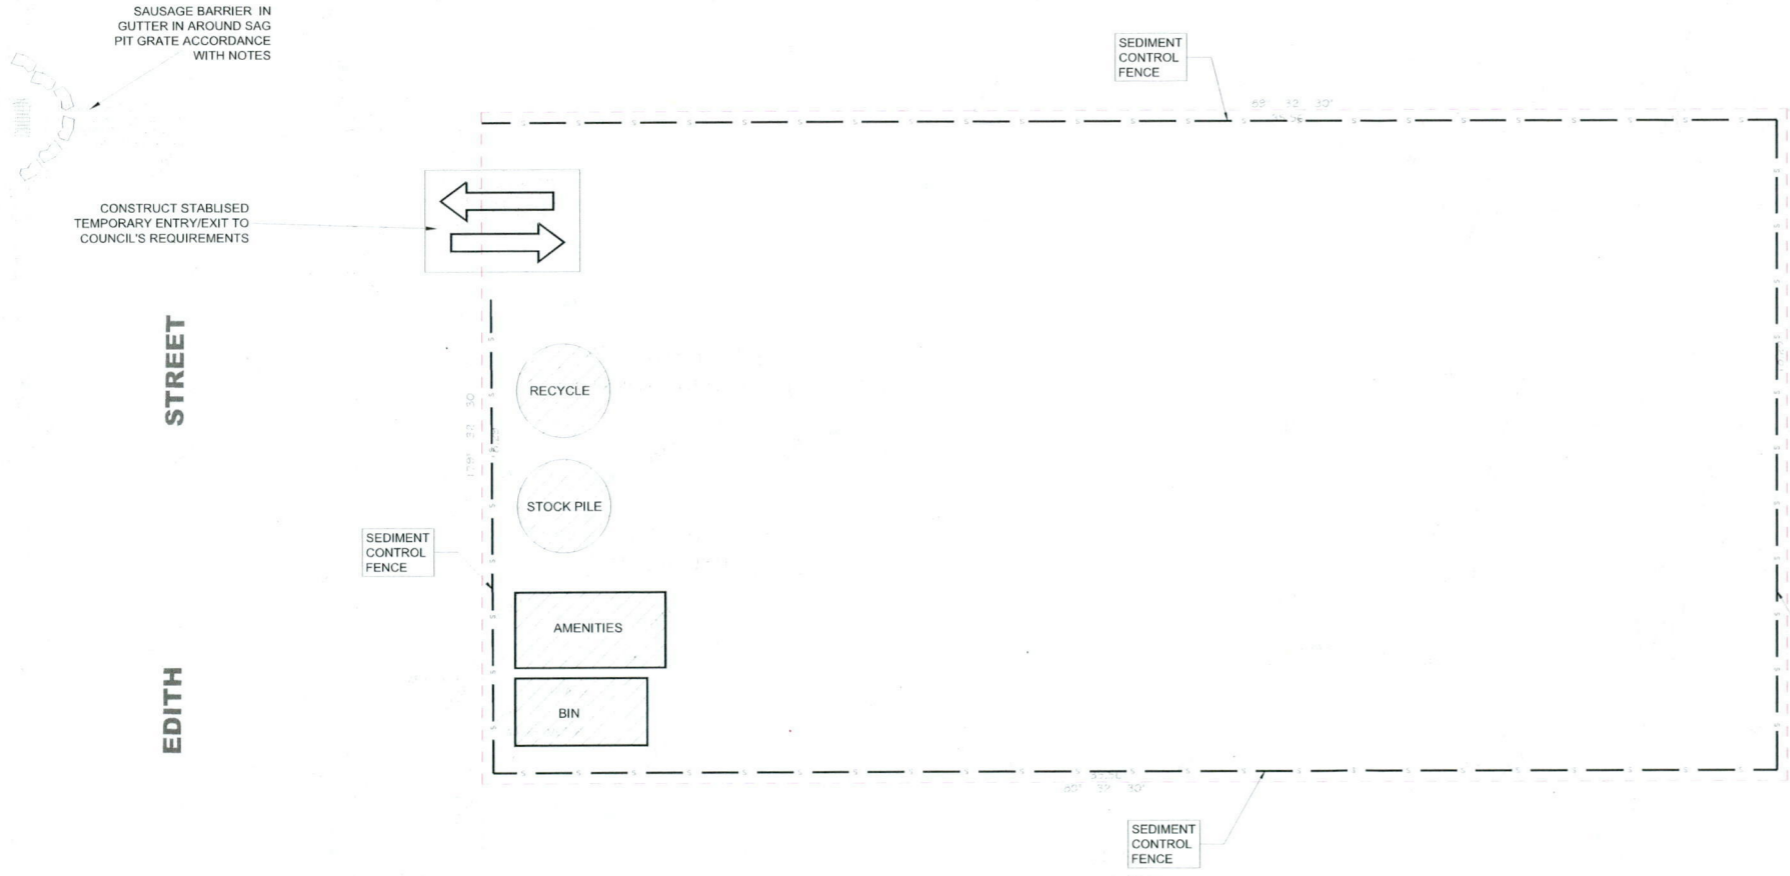 SAUSAGE BARRIER IN
GUTTER IN AROUND SAG
PIT GRATE ACCORDANCE
WITH NOTES
SEDIMENT
CONTROL
FENCE
CONSTRUCT STABLISED
TEMPORARY ENTRY/EXIT TO
COUNCIL'S REQUIREMENTS
STREET
RECYCLE
STOCK PILE
SEDIMENT
CONTROL
FENCE
AMENITIES
EDITH
BIN
SEDIMENT
CONTROL
FENCE